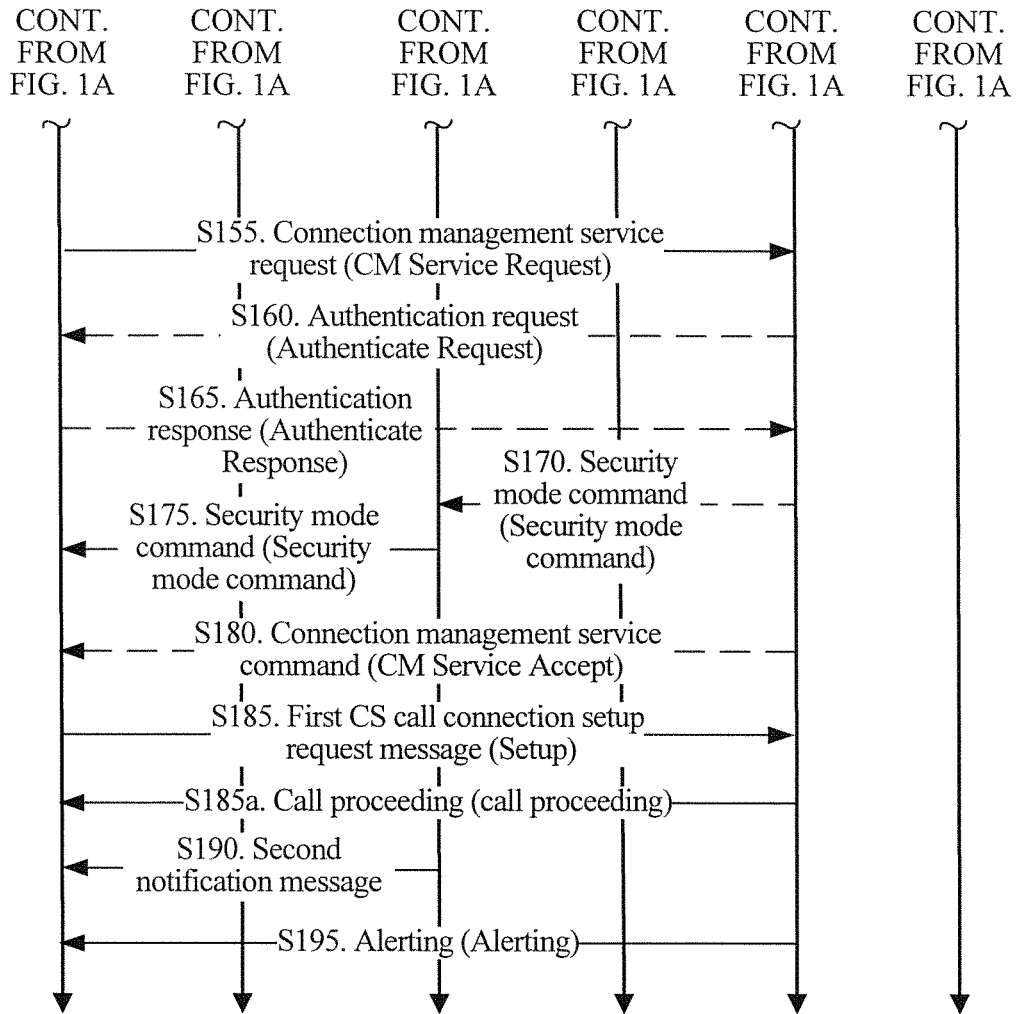 CONT.
FROM
FIG. 1A
CONT.
FROM
FIG. 1A
CONT.
FROM
FIG. 1A
CONT.
FROM
FIG. 1A
CONT.
FROM
FIG. 1A
CONT.
FROM
FIG. 1A
S155. Connection management service
request (CM Service Request)
S160. Authentication request
(Authenticate Request)
S165. Authentication
response (Authenticate
Response)
S170. Security
mode command
(Security mode
command)
S175. Security mode
command (Security
mode command)
S180. Connection management service
command (CM Service Accept)
S185. First CS call connection setup
request message (Setup)
S185a. Call proceeding (call proceeding)
S190. Second
notification message
S195. Alerting (Alerting)